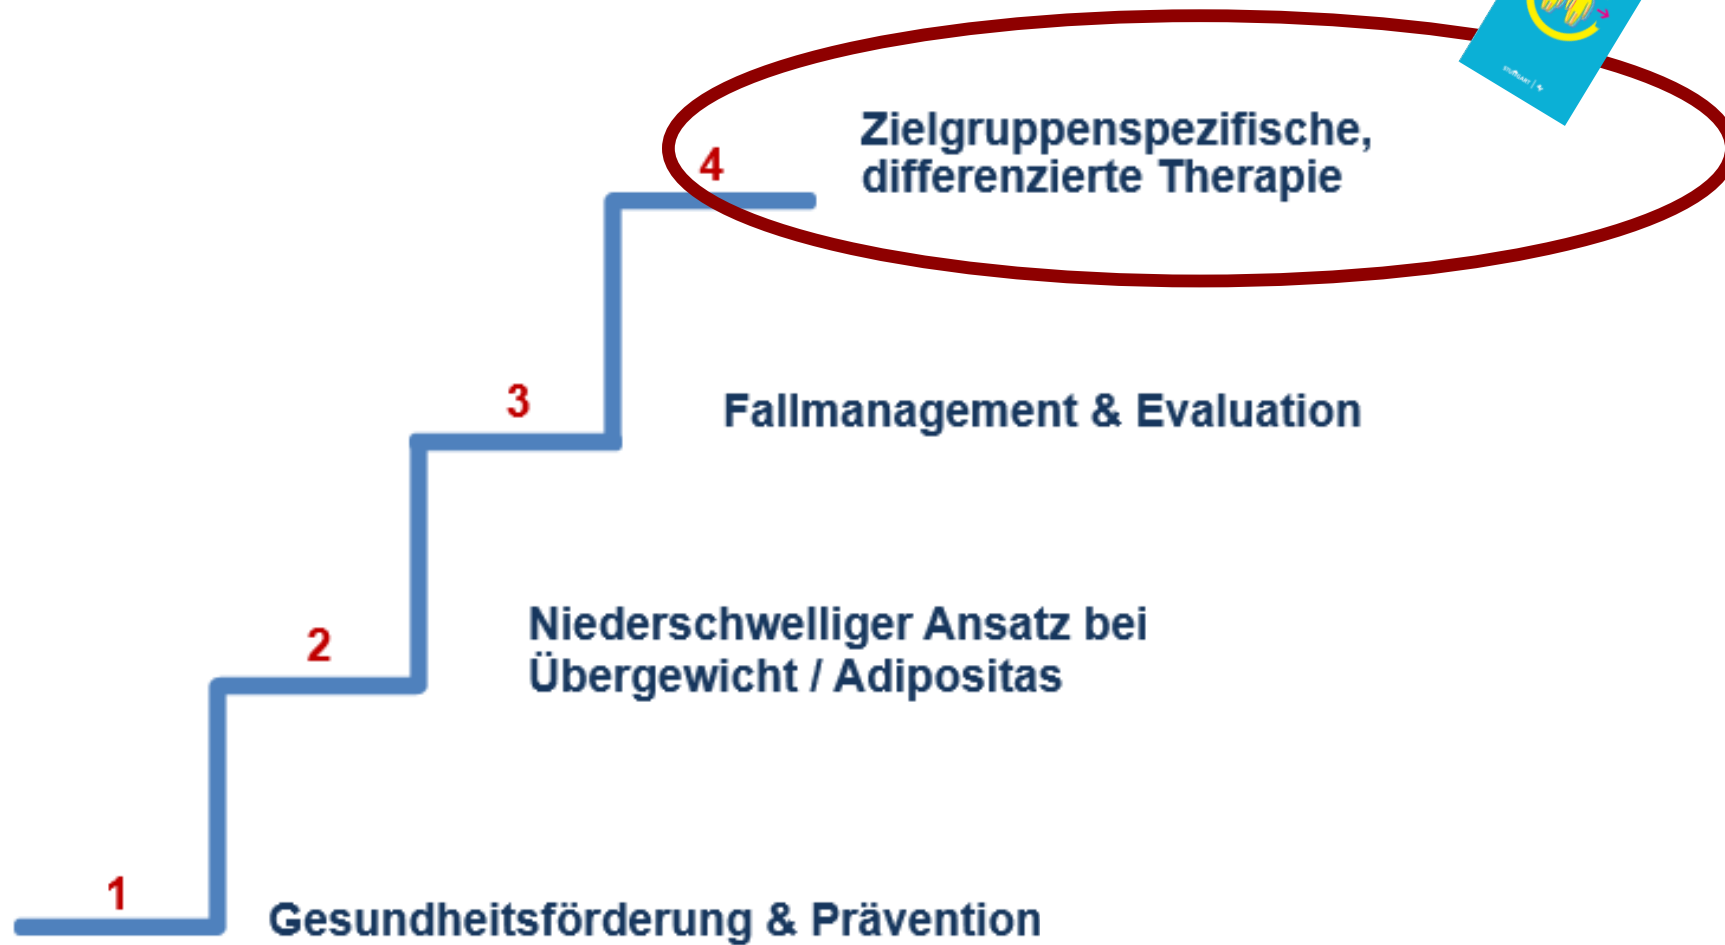 4
Zielgruppenspezifische,
differenzierte Therapie
3
Fallmanagement & Evaluation
2
Niederschwelliger Ansatz bei
Übergewicht / Adipositas
1
Gesundheitsförderung & Prävention